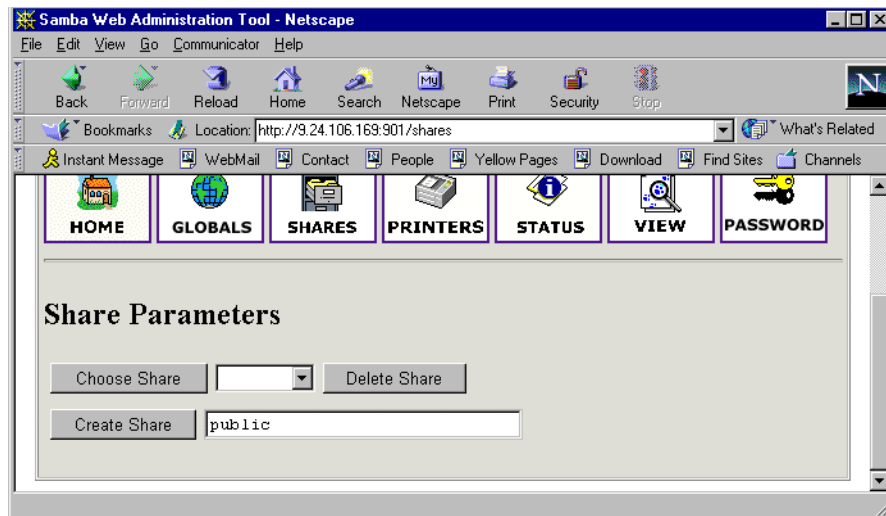 Samba Web Administration Tool - Netscape
File Edit View Go Communicator Help
Back Forward Reload Home Search My Netscape Print Security Stop N
Bookmarks Location: http://9.24.106.169:901/shares What's Related
Instant Message WebMail Contact People Yellow Pages Download Find Sites Channels
HOME GLOBALS SHARES PRINTERS STATUS VIEW PASSWORD
Share Parameters
Choose Share Delete Share
Create Share public